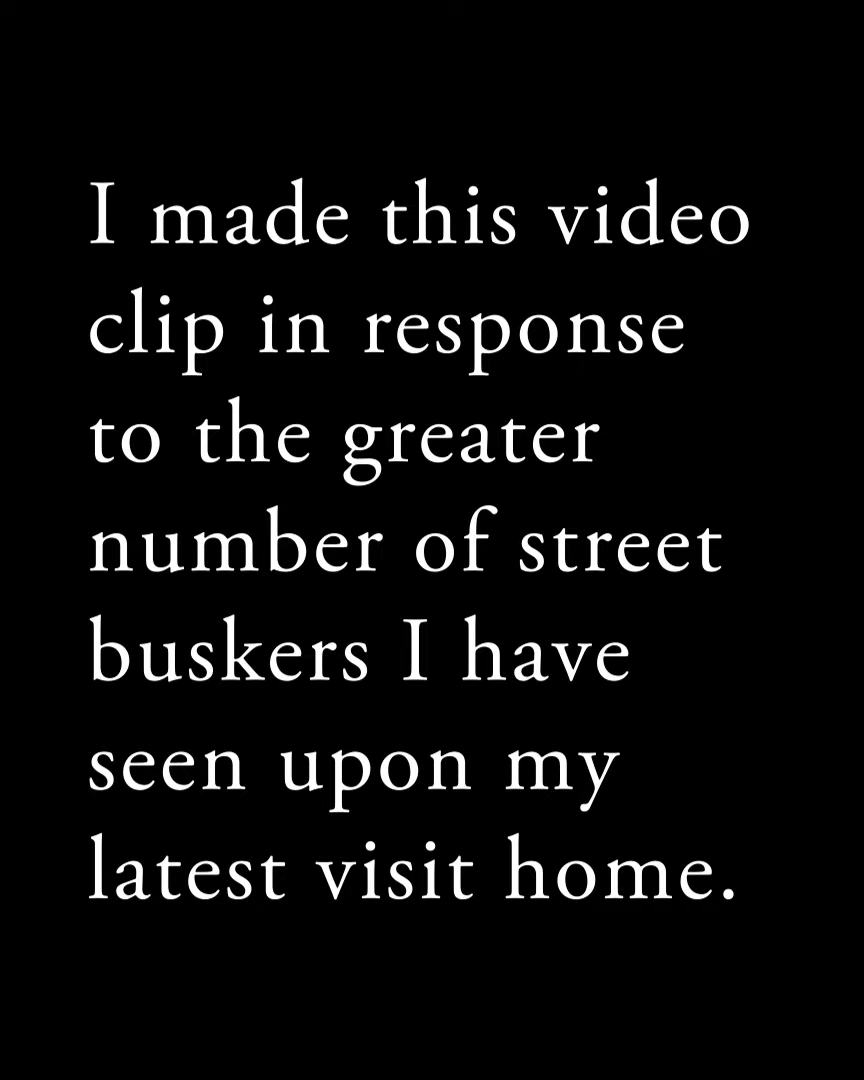 I made this video
clip in response
to the greater
number of street
buskers I have
seen upon my
latest visit home.